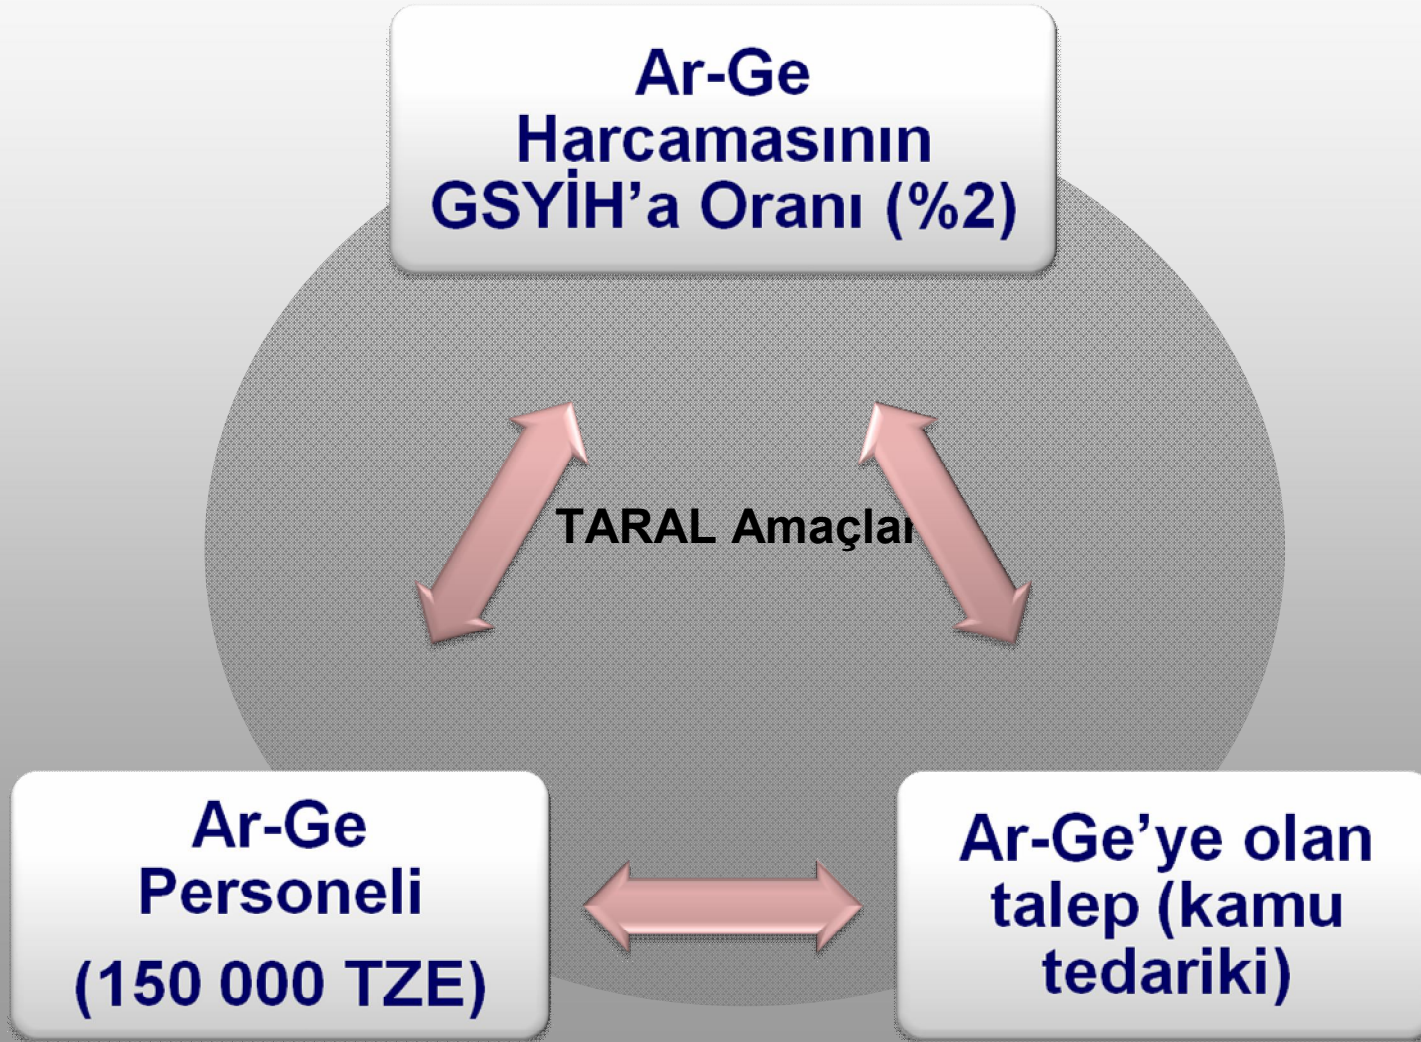 Ar-Ge
Harcamasının
GSYİH’a Oranı (%2)
TARAL Amaçlar
Ar-Ge
Personeli
(150 000 TZE)
Ar-Ge’ye olan
talep (kamu
tedariki)